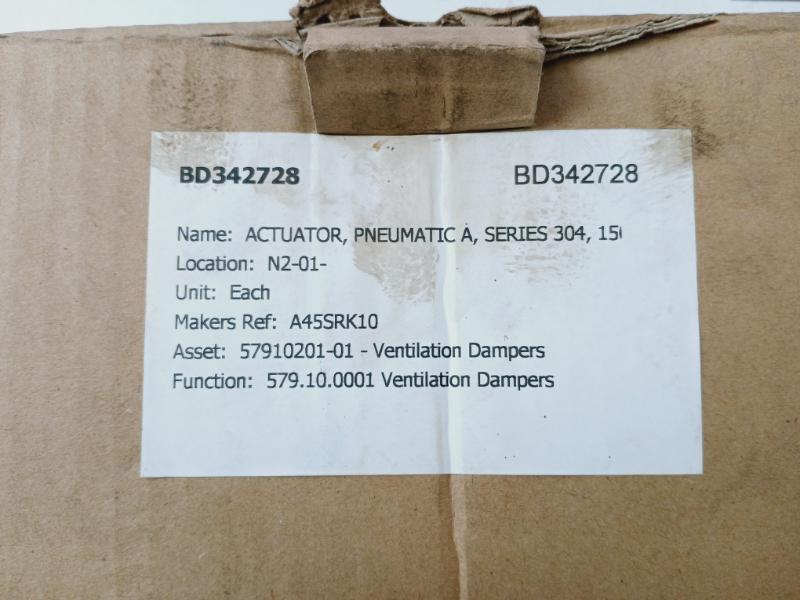 BD342728 BD342728
Name: ACTUATOR, PNEUMATIC A, SERIES 304,
Location: N2-01-
Unit: Each
Makers Ref: A45SRK10
Asset: 57910201-01 - Ventilation Dampers
Function: 579.10.0001 Ventilation Dampers